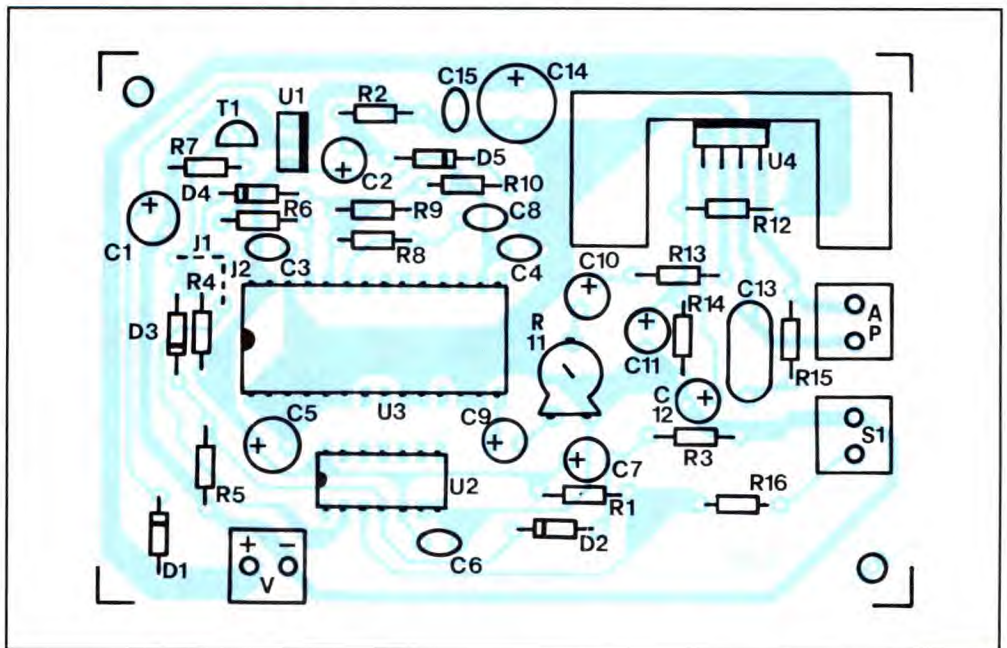 C15
C14
T1
U1
R2
R7
D5
U4
D4
C2
R10
R6
R9
C8
R12
C1
J1
C3
R8
C4
R13
C10
J2
R4
R14
C13
A
P
D3
R
11
C11
R15
U3
C
12
C5
C9
S1
R3
R5
U2
C7
R16
R1
D2
D1
+ -
V
C6